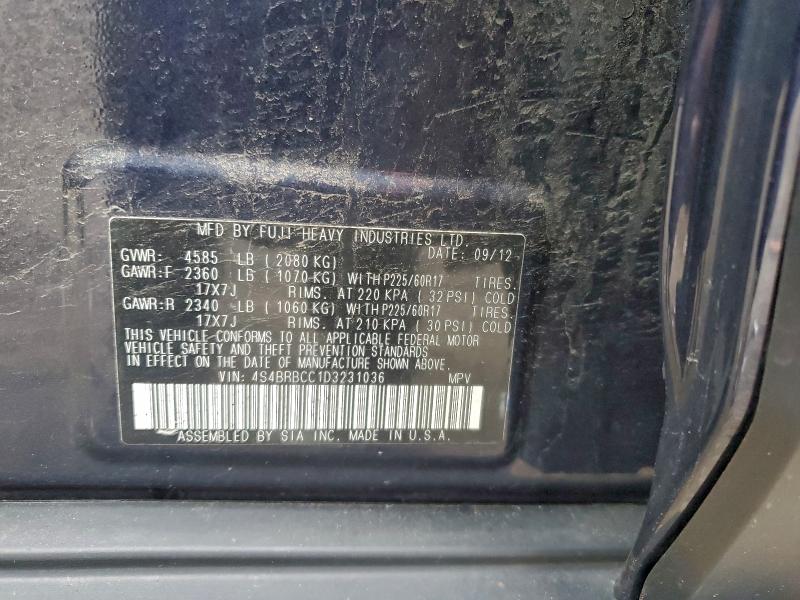 MFD BY FUJI HEAVY INDUSTRIES LTD.
GVWR: 4585 LB (2080 KG) DATE: 09/12
GAWR:F 2360 LB (1070 KG) WITH P225/60R17 TIRES.
17X7J RIMS. AT 220 KPA (32 PSI) COLD
GAWR:R 2340 LB (1060 KG) WITH P225/60R17 TIRES.
17X7J RIMS. AT 210 KPA (30 PSI) COLD
THIS VEHICLE CONFORMS TO ALL APPLICABLE FEDERAL MOTOR
VEHICLE SAFETY AND THEFT PREVENTION STANDARDS
IN EFFECT ON THE DATE OF MANUFACTURE SHOWN ABOVE.
VIN: 4S4BRBCC1D3231036 MPV
ASSEMBLED BY SIA INC. MADE IN U.S.A.